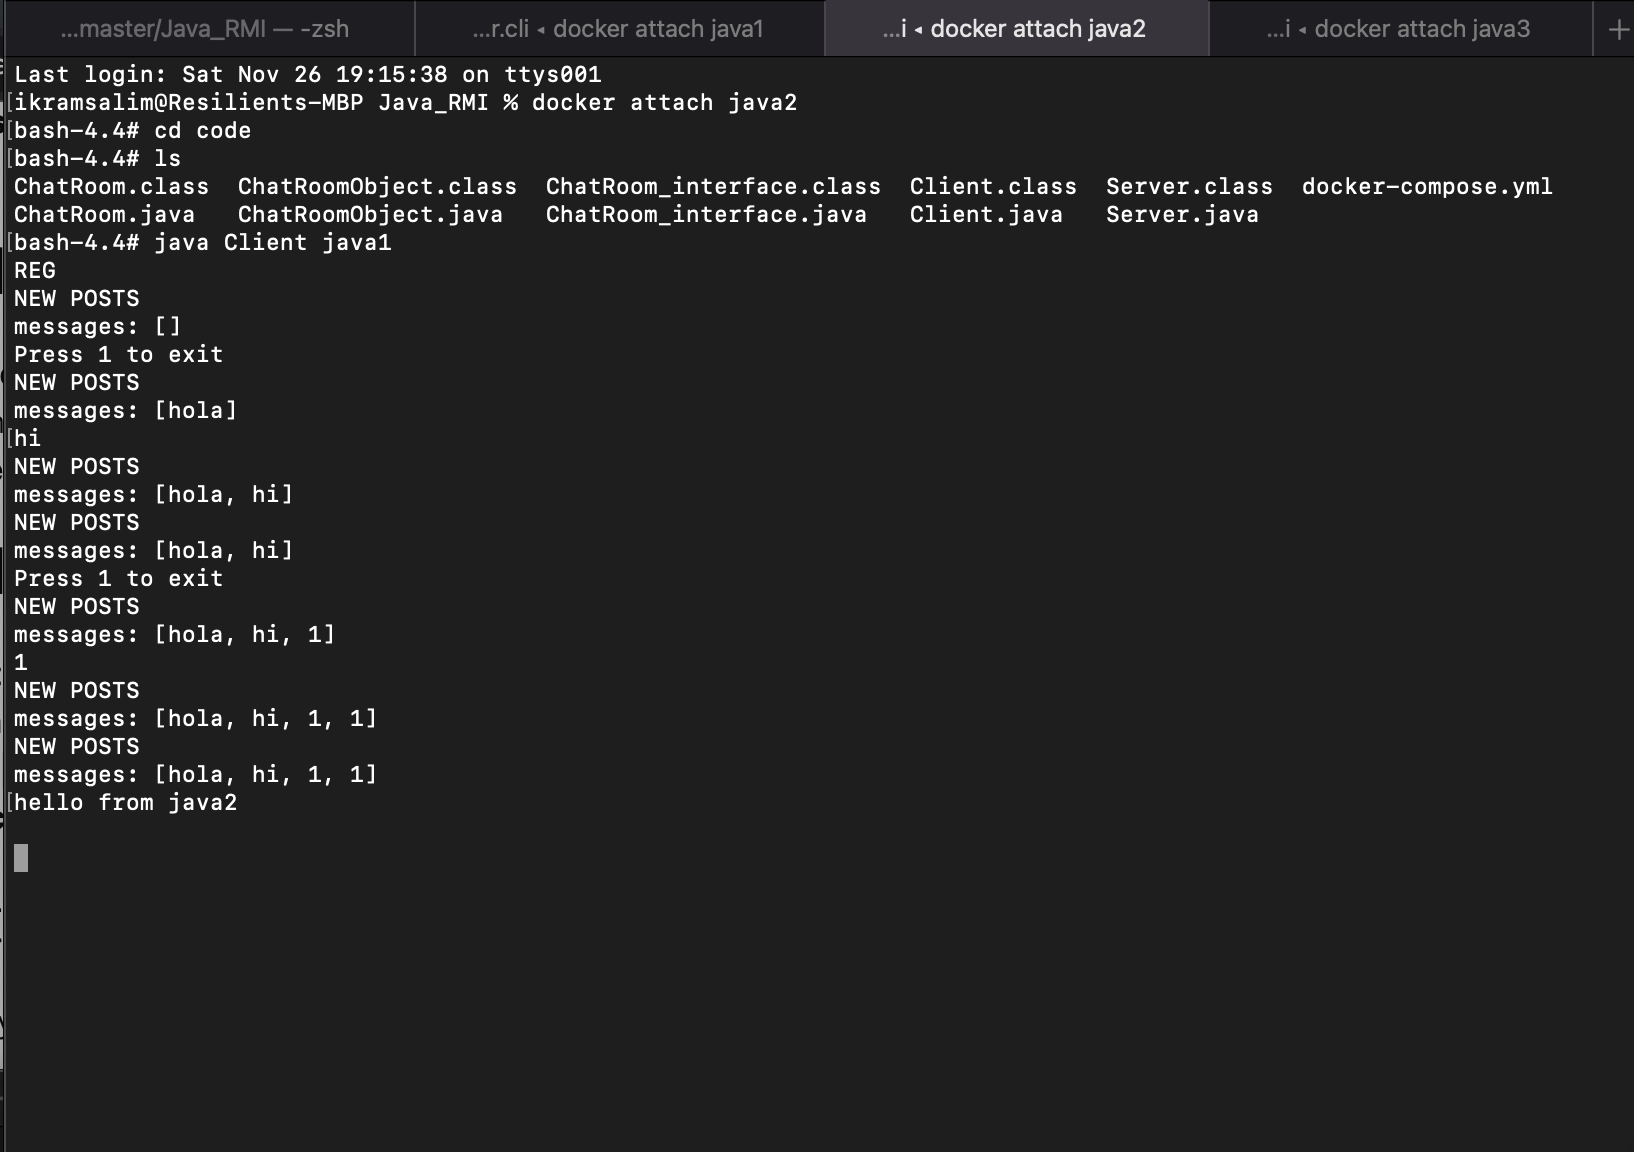 ...master/Java_RMI — -zsh
...r.cli ◂ docker attach java1
...i ◂ docker attach java2
...i ◂ docker attach java3
+
Last login: Sat Nov 26 19:15:38 on ttys001
[ikramsalim@Resilients-MBP Java_RMI % docker attach java2
[bash-4.4# cd code
[bash-4.4# ls
ChatRoom.class  ChatRoomObject.class  ChatRoom_interface.class  Client.class  Server.class  docker-compose.yml
ChatRoom.java   ChatRoomObject.java   ChatRoom_interface.java   Client.java   Server.java
[bash-4.4# java Client java1
REG
NEW POSTS
messages: []
Press 1 to exit
NEW POSTS
messages: [hola]
[hi
NEW POSTS
messages: [hola, hi]
NEW POSTS
messages: [hola, hi]
Press 1 to exit
NEW POSTS
messages: [hola, hi, 1]
1
NEW POSTS
messages: [hola, hi, 1, 1]
NEW POSTS
messages: [hola, hi, 1, 1]
[hello from java2